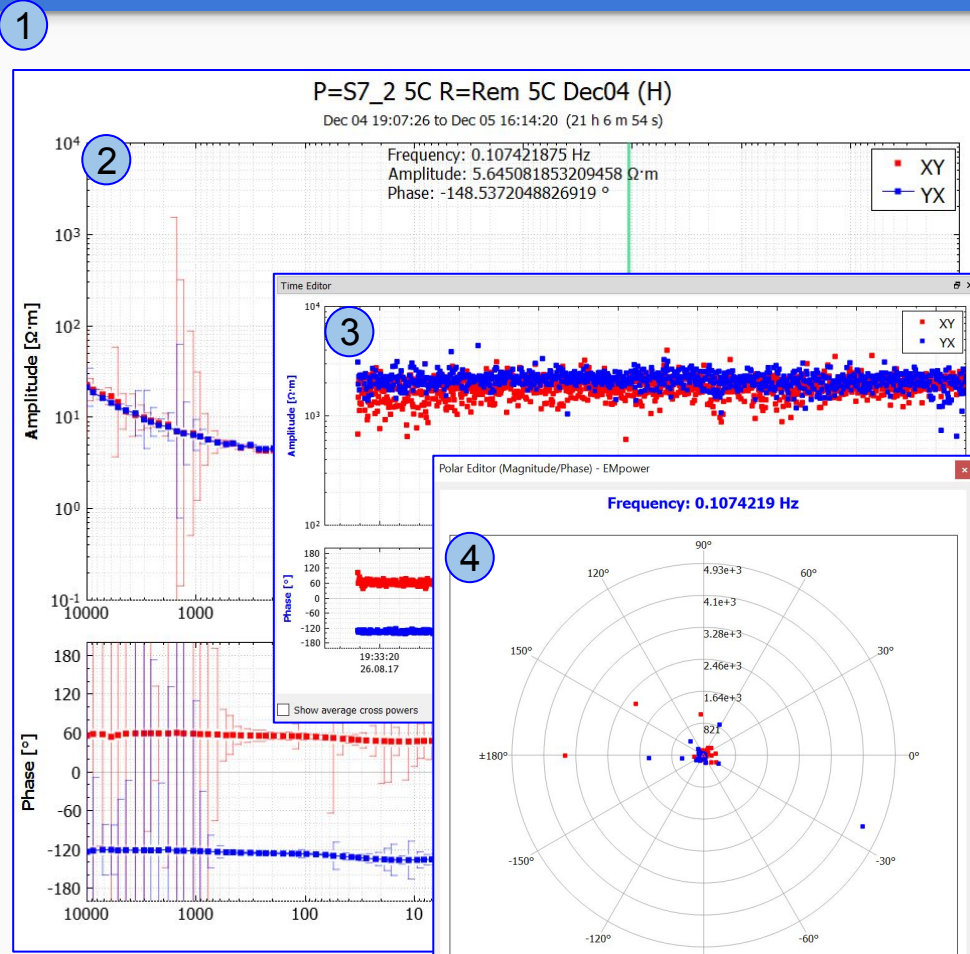 1
P=S7_2 5C R=Rem 5C Dec04 (H)
Dec 04 19:07:26 to Dec 05 16:14:20 (21 h 6 m 54 s)
2
Frequency: 0.107421875 Hz
Amplitude: 5.645081853209458 Ω·m
Phase: -148.5372048826919 °
XY
YX
Amplitude [Ω·m]
10⁴
10³
10²
10¹
10⁰
10⁻¹
10000
1000
Time Editor
3
XY
YX
Amplitude [Ω·m]
10⁴
10³
10²
Phase [°]
180
120
60
0
-60
-120
-180
19:33:20
26.08.17
Show average cross powers
Phase [°]
180
120
60
0
-60
-120
-180
10000
1000
100
10
Polar Editor (Magnitude/Phase) - EMpower
Frequency: 0.1074219 Hz
4
90°
120°
60°
150°
30°
±180°
0°
-150°
-30°
-120°
-60°
4.93e+3
4.1e+3
3.28e+3
2.46e+3
1.64e+3
821